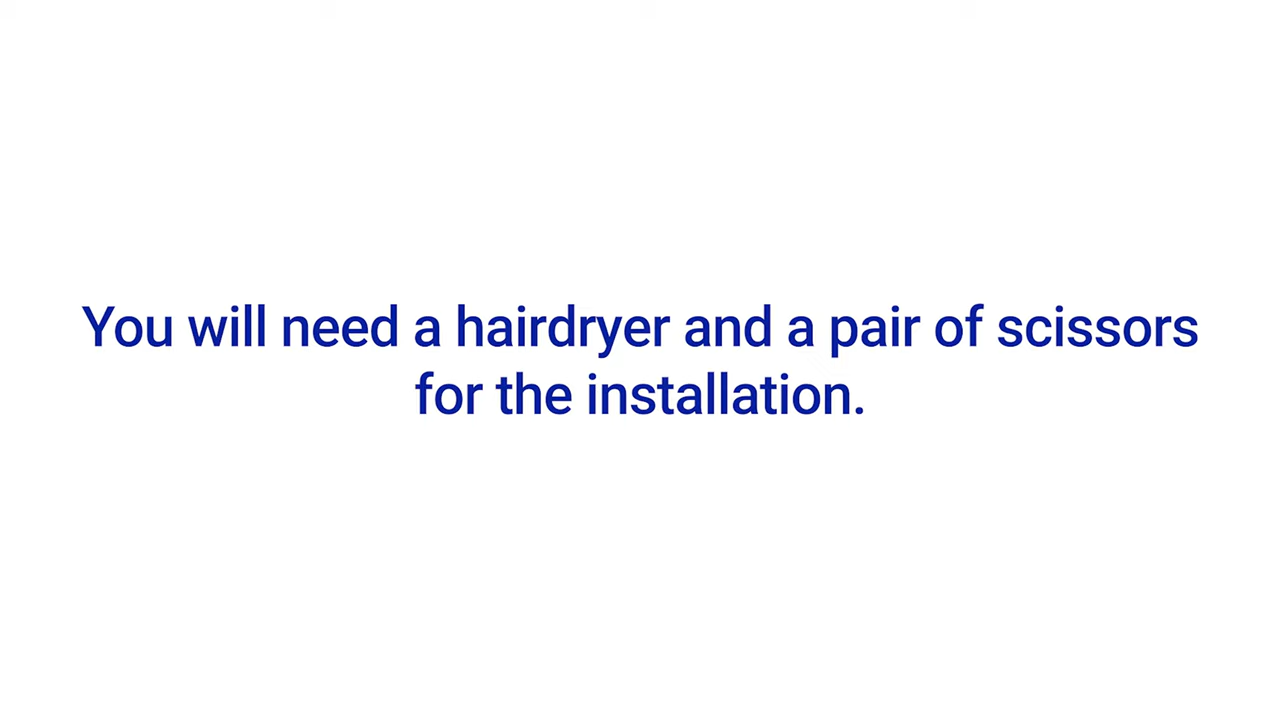 You will need a hairdryer and a pair of scissors
for the installation.